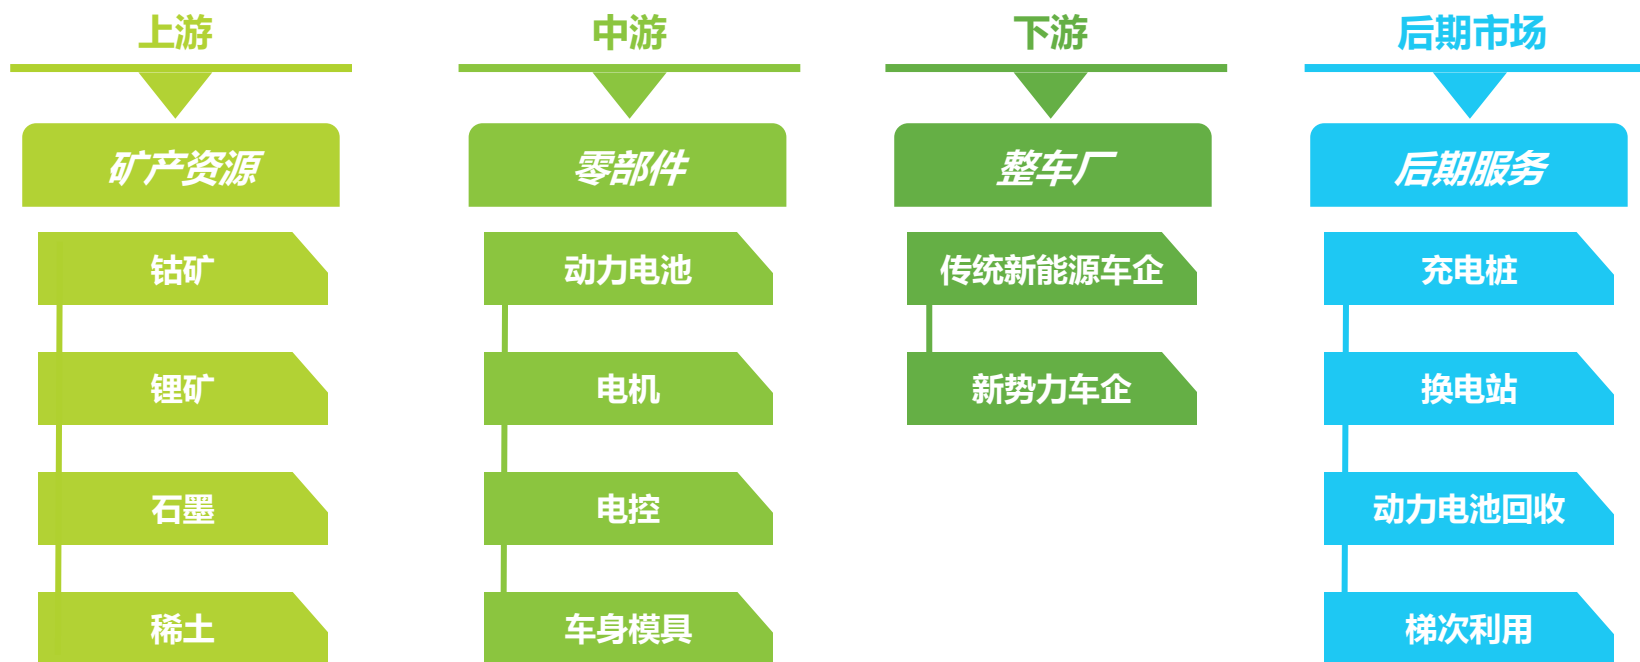 上游
矿产资源
钴矿
锂矿
石墨
稀土
中游
零部件
动力电池
电机
电控
车身模具
下游
整车厂
传统新能源车企
新势力车企
后期市场
后期服务
充电桩
换电站
动力电池回收
梯次利用